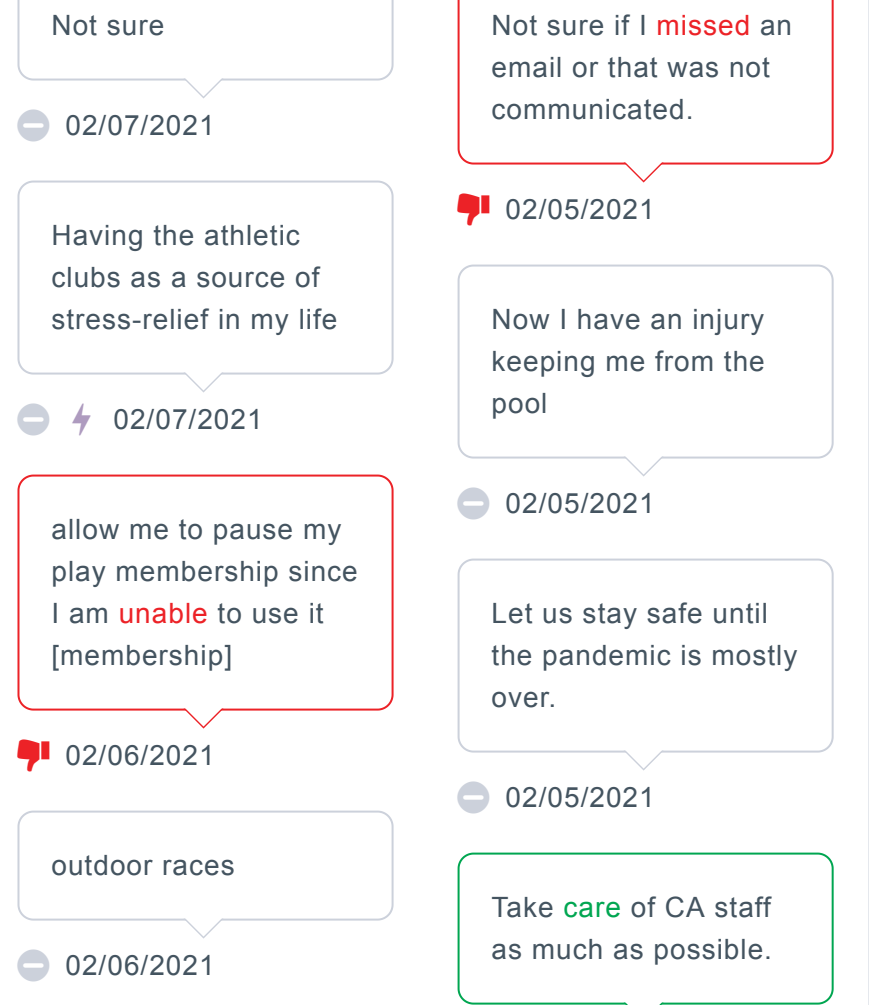 Not sure
02/07/2021
Having the athletic
clubs as a source of
stress-relief in my life
02/07/2021
allow me to pause my
play membership since
I am unable to use it
[membership]
02/06/2021
outdoor races
02/06/2021
Not sure if I missed an
email or that was not
communicated.
02/05/2021
Now I have an injury
keeping me from the
pool
02/05/2021
Let us stay safe until
the pandemic is mostly
over.
02/05/2021
Take care of CA staff
as much as possible.